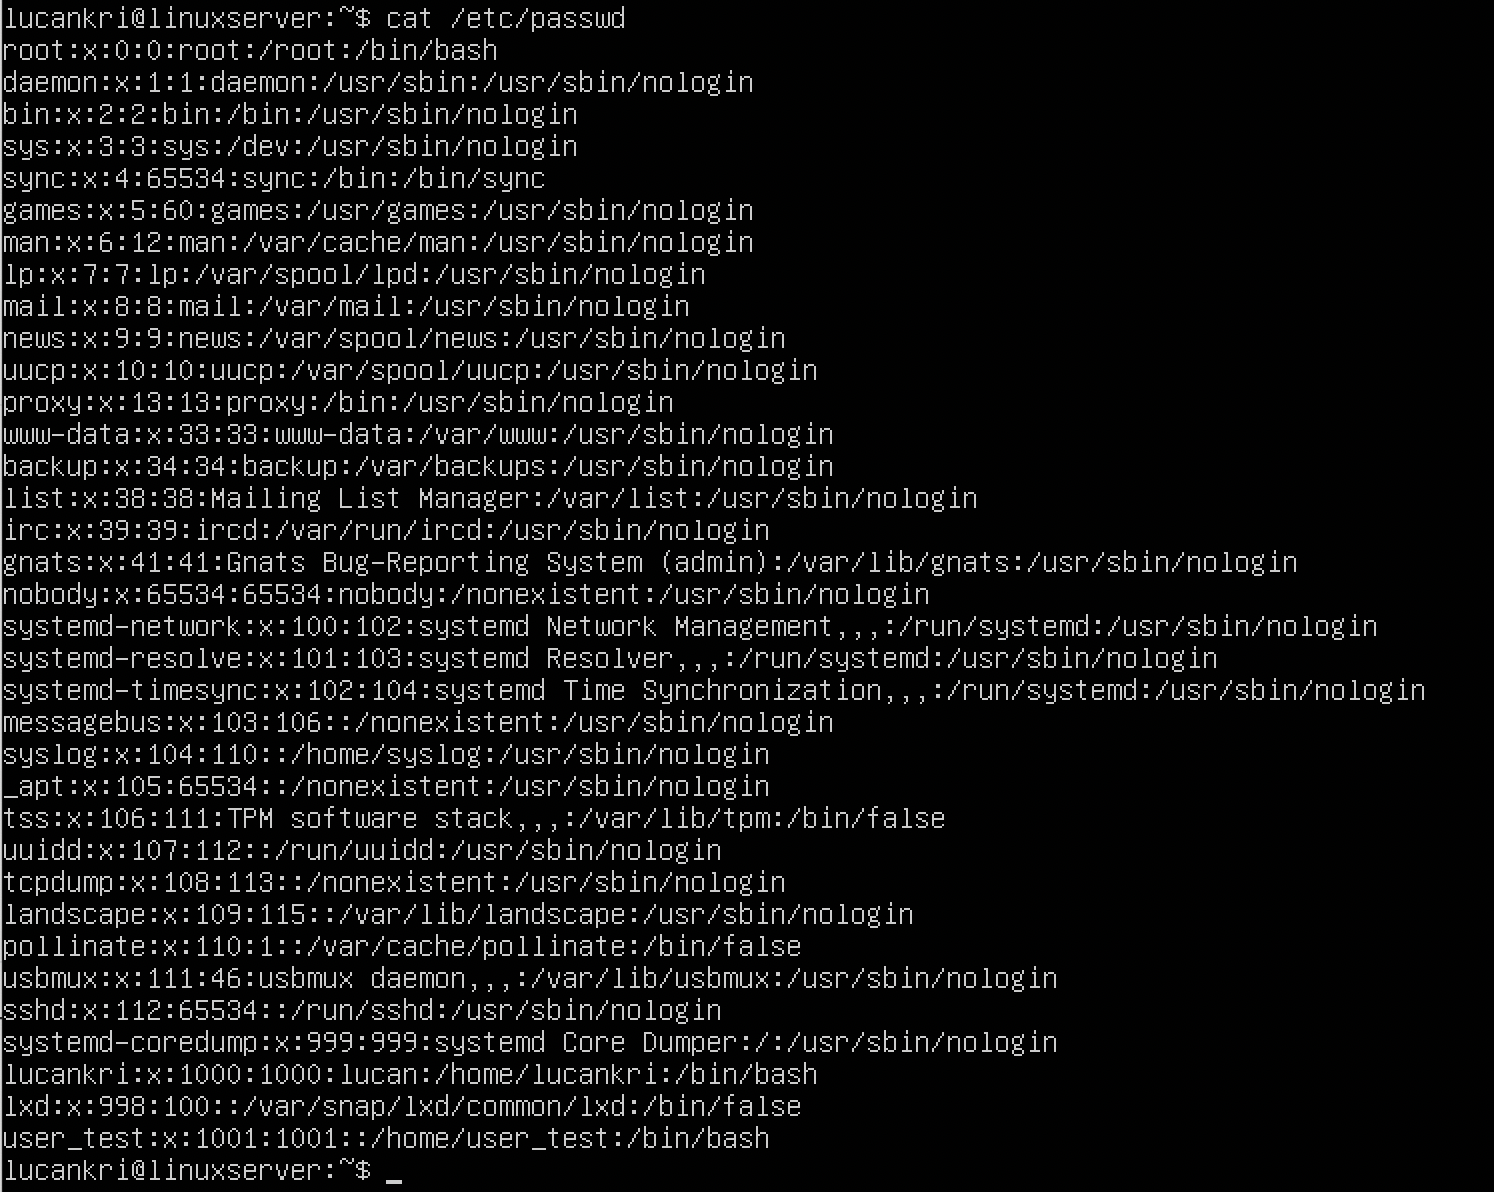 lucankri@linuxserver:~$ cat /etc/passwd
root:x:0:0:root:/root:/bin/bash
daemon:x:1:1:daemon:/usr/sbin:/usr/sbin/nologin
bin:x:2:2:bin:/bin:/usr/sbin/nologin
sys:x:3:3:sys:/dev:/usr/sbin/nologin
sync:x:4:65534:sync:/bin:/bin/sync
games:x:5:60:games:/usr/games:/usr/sbin/nologin
man:x:6:12:man:/var/cache/man:/usr/sbin/nologin
lp:x:7:7:lp:/var/spool/lpd:/usr/sbin/nologin
mail:x:8:8:mail:/var/mail:/usr/sbin/nologin
news:x:9:9:news:/var/spool/news:/usr/sbin/nologin
uucp:x:10:10:uucp:/var/spool/uucp:/usr/sbin/nologin
proxy:x:13:13:proxy:/bin:/usr/sbin/nologin
www-data:x:33:33:www-data:/var/www:/usr/sbin/nologin
backup:x:34:34:backup:/var/backups:/usr/sbin/nologin
list:x:38:38:Mailing List Manager:/var/list:/usr/sbin/nologin
irc:x:39:39:ircd:/var/run/ircd:/usr/sbin/nologin
gnats:x:41:41:Gnats Bug-Reporting System (admin):/var/lib/gnats:/usr/sbin/nologin
nobody:x:65534:65534:nobody:/nonexistent:/usr/sbin/nologin
systemd-network:x:100:102:systemd Network Management,,,:/run/systemd:/usr/sbin/nologin
systemd-resolve:x:101:103:systemd Resolver,,,:/run/systemd:/usr/sbin/nologin
systemd-timesync:x:102:104:systemd Time Synchronization,,,:/run/systemd:/usr/sbin/nologin
messagebus:x:103:106::/nonexistent:/usr/sbin/nologin
syslog:x:104:110::/home/syslog:/usr/sbin/nologin
_apt:x:105:65534::/nonexistent:/usr/sbin/nologin
tss:x:106:111:TPM software stack,,,:/var/lib/tpm:/bin/false
uuidd:x:107:112::/run/uuidd:/usr/sbin/nologin
tcpdump:x:108:113::/nonexistent:/usr/sbin/nologin
landscape:x:109:115::/var/lib/landscape:/usr/sbin/nologin
pollinate:x:110:1::/var/cache/pollinate:/bin/false
usbmux:x:111:46:usbmux daemon,,,:/var/lib/usbmux:/usr/sbin/nologin
sshd:x:112:65534::/run/sshd:/usr/sbin/nologin
systemd-coredump:x:999:999:systemd Core Dumper:/:/usr/sbin/nologin
lucankri:x:1000:1000:lucan:/home/lucankri:/bin/bash
lxd:x:998:100::/var/snap/lxd/common/lxd:/bin/false
user_test:x:1001:1001::/home/user_test:/bin/bash
lucankri@linuxserver:~$ _